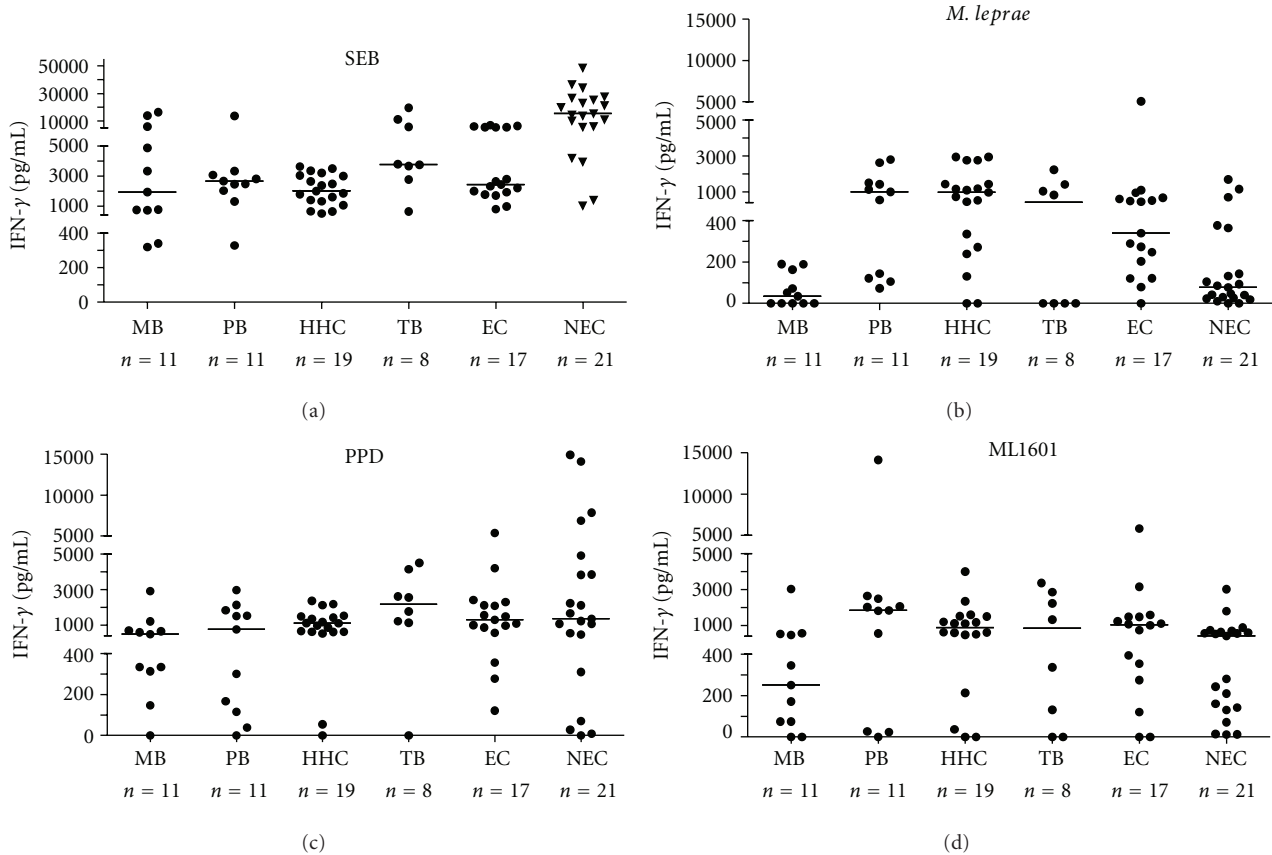 SEB
IFN-γ (pg/mL)
50000
30000
10000
5000
3000
1000
400
200
0
MB PB HHC TB EC NEC
n = 11 n = 11 n = 19 n = 8 n = 17 n = 21
(a)
M. leprae
IFN-γ (pg/mL)
15000
10000
5000
5000
3000
1000
400
200
0
MB PB HHC TB EC NEC
n = 11 n = 11 n = 19 n = 8 n = 17 n = 21
(b)
PPD
IFN-γ (pg/mL)
15000
10000
5000
5000
3000
1000
400
200
0
MB PB HHC TB EC NEC
n = 11 n = 11 n = 19 n = 8 n = 17 n = 21
(c)
ML1601
IFN-γ (pg/mL)
15000
10000
5000
5000
3000
1000
400
200
0
MB PB HHC TB EC NEC
n = 11 n = 11 n = 19 n = 8 n = 17 n = 21
(d)